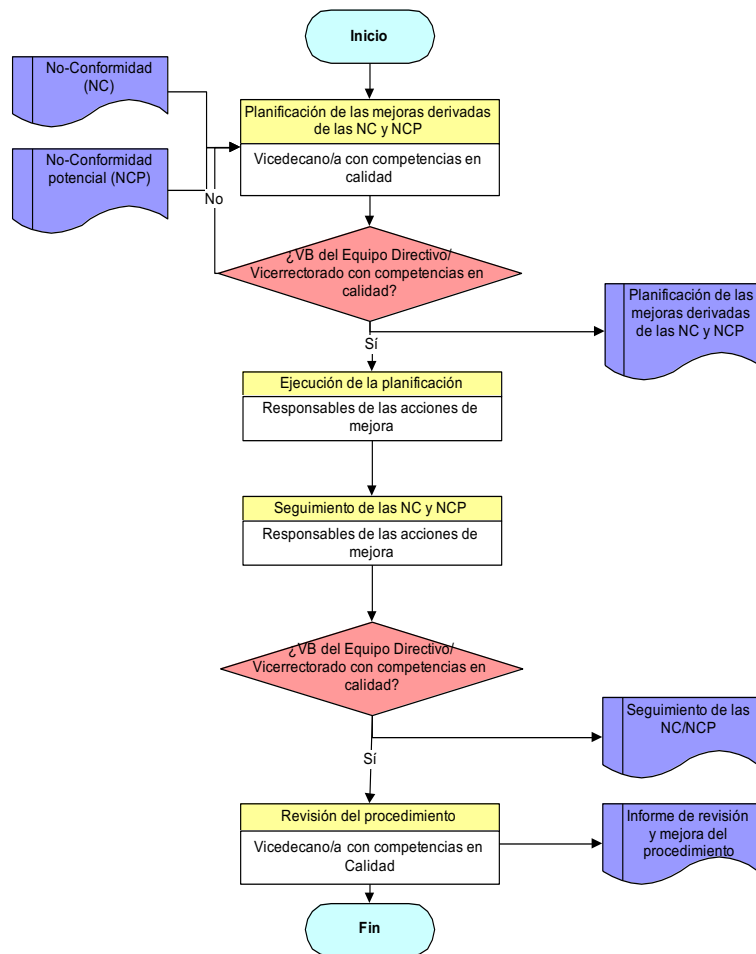 Inicio
No-Conformidad
(NC)
Planificación de las mejoras derivadas
de las NC y NCP
Vicedecano/a con competencias en
calidad
No-Conformidad
potencial (NCP)
No
¿VB del Equipo Directivo/
Vicerrectorado con competencias en
calidad?
Planificación de las
mejoras derivadas
de las NC y NCP
Sí
Ejecución de la planificación
Responsables de las acciones de
mejora
Seguimiento de las NC y NCP
Responsables de las acciones de
mejora
¿VB del Equipo Directivo/
Vicerrectorado con competencias en
calidad?
Seguimiento de las
NC/NCP
Sí
Revisión del procedimiento
Vicedecano/a con competencias en
Calidad
Informe de revisión
y mejora del
procedimiento
Fin